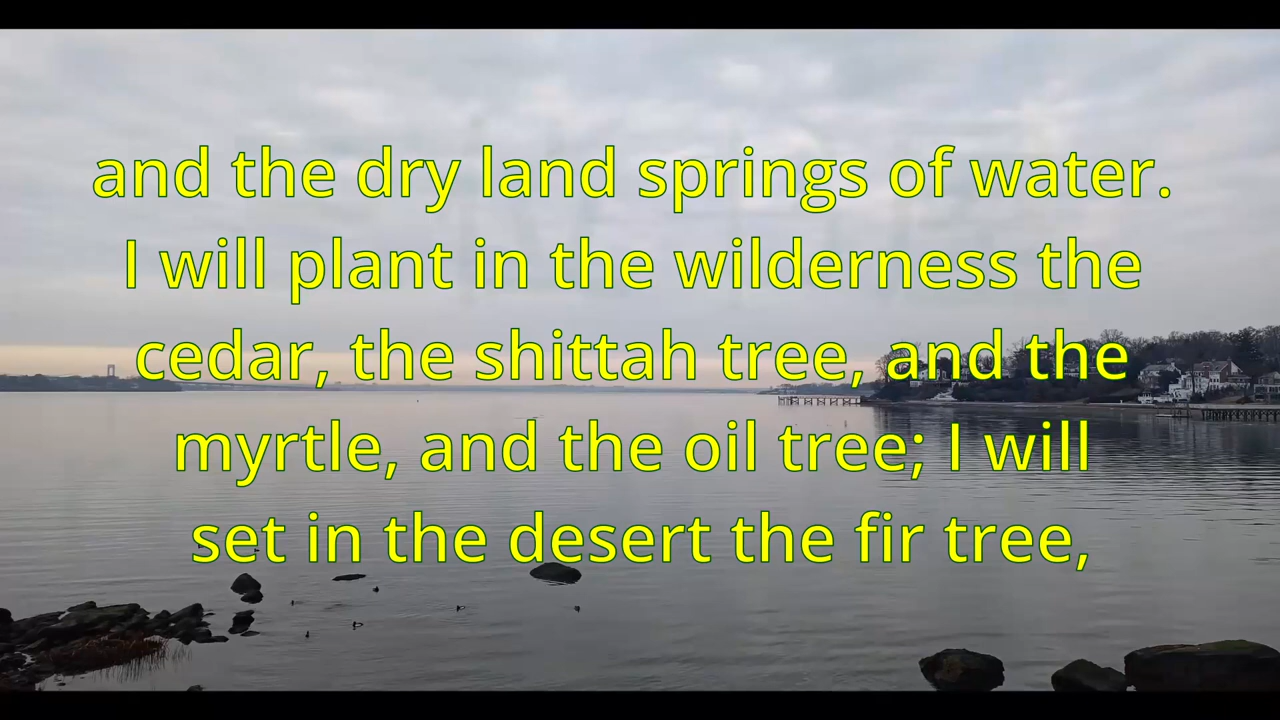 and the dry land springs of water.
I will plant in the wilderness the
cedar, the shittah tree, and the
myrtle, and the oil tree; I will
set in the desert the fir tree,